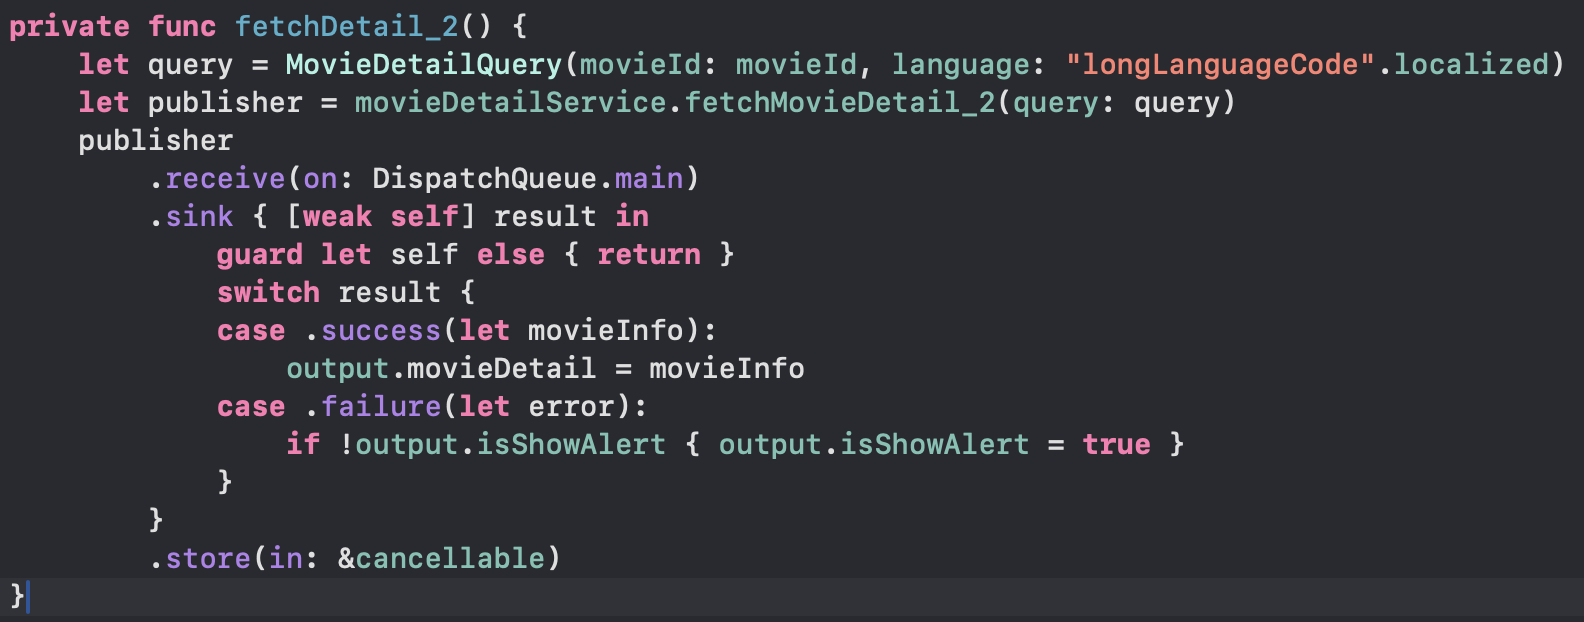 private func fetchDetail_2() {
    let query = MovieDetailQuery(movieId: movieId, language: "longLanguageCode".localized)
    let publisher = movieDetailService.fetchMovieDetail_2(query: query)
    publisher
        .receive(on: DispatchQueue.main)
        .sink { [weak self] result in
            guard let self else { return }
            switch result {
            case .success(let movieInfo):
                output.movieDetail = movieInfo
            case .failure(let error):
                if !output.isShowAlert { output.isShowAlert = true }
            }
        }
        .store(in: &cancellable)
}